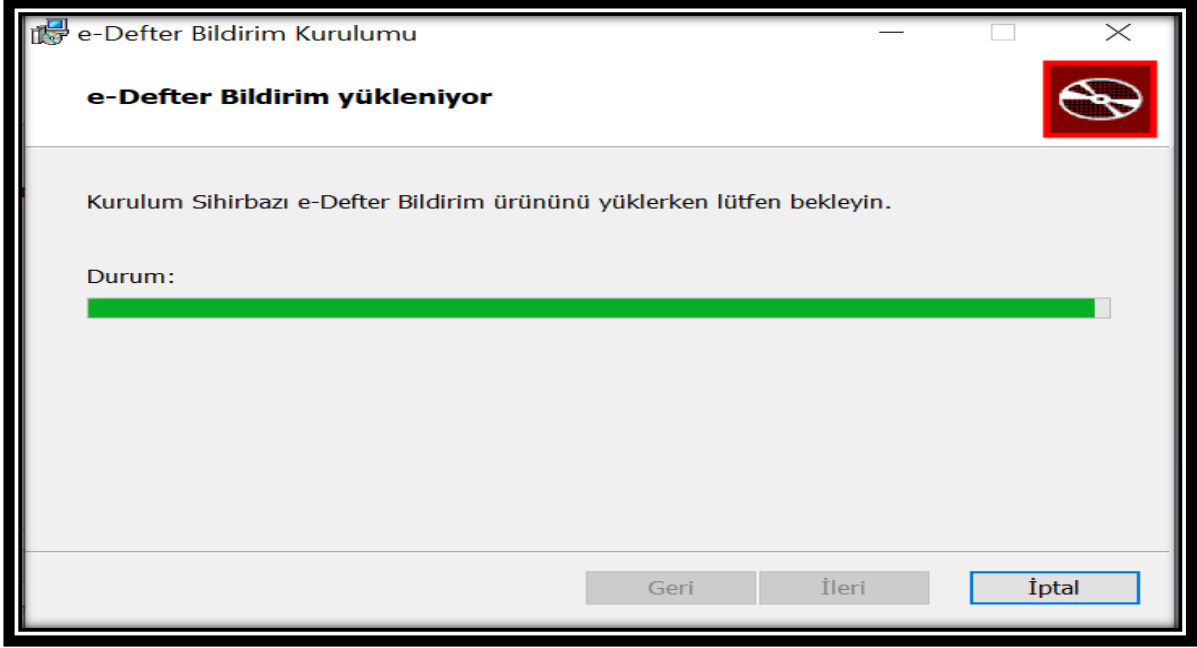 e-Defter Bildirim Kurulumu
e-Defter Bildirim yükleniyor
Kurulum Sihirbazı e-Defter Bildirim ürününü yüklerken lütfen bekleyin.
Durum:
Geri İleri İptal